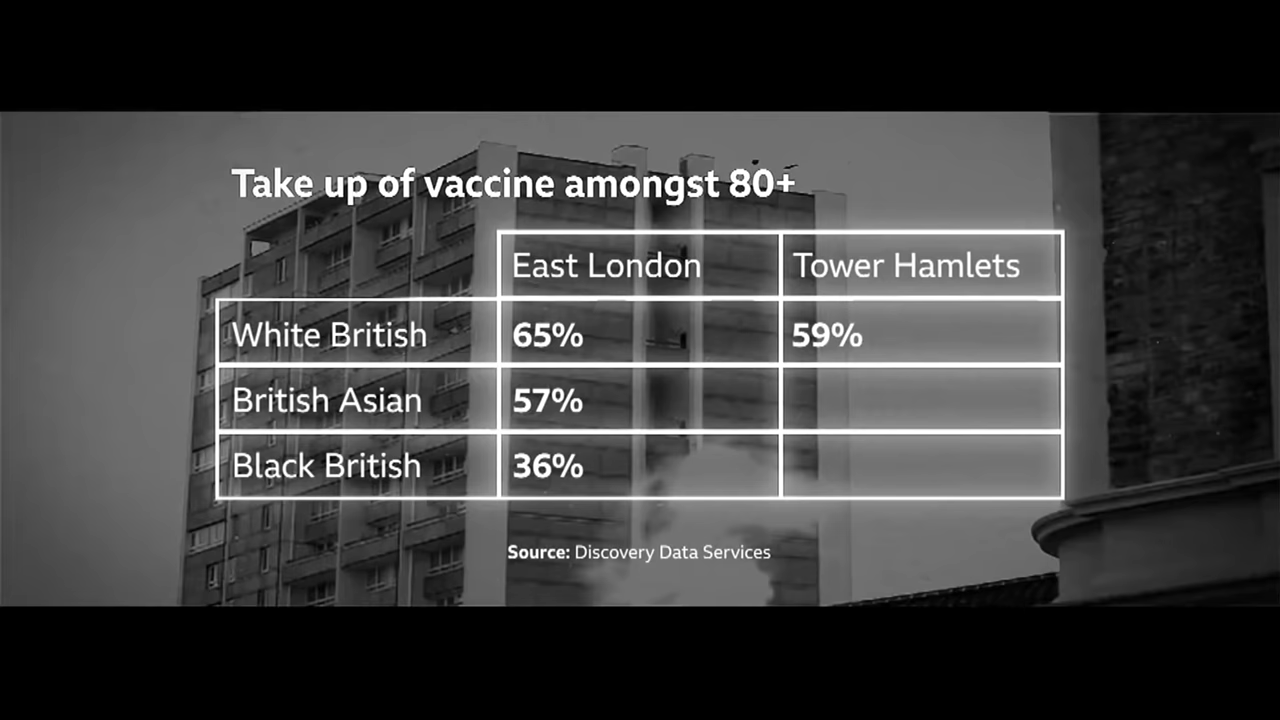 Take up of vaccine amongst 80+
East London Tower Hamlets
White British 65% 59%
British Asian 57%
Black British 36%
Source: Discovery Data Services